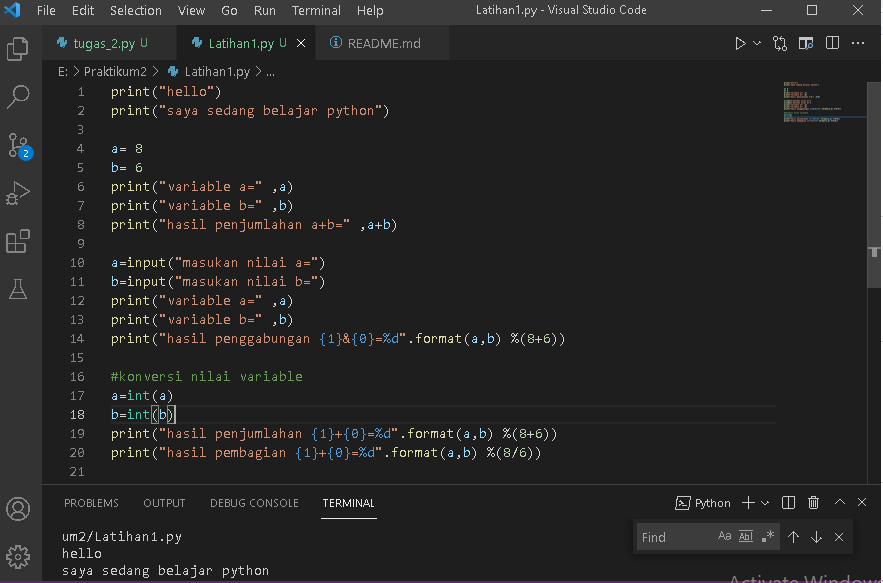 File Edit Selection View Go Run Terminal Help Latihan1.py - Visual Studio Code
tugas_2.py U Latihan1.py U README.md
E: > Praktikum2 > Latihan1.py > ...
1 print("hello")
2 print("saya sedang belajar python")
3
4 a= 8
5 b= 6
6 print("variable a=" ,a)
7 print("variable b=" ,b)
8 print("hasil penjumlahan a+b=" ,a+b)
9
10 a=input("masukan nilai a=")
11 b=input("masukan nilai b=")
12 print("variable a=" ,a)
13 print("variable b=" ,b)
14 print("hasil penggabungan {1}&{0}=%d".format(a,b) %(8+6))
15
16 #konversi nilai variable
17 a=int(a)
18 b=int(b)
19 print("hasil penjumlahan {1}+{0}=%d".format(a,b) %(8+6))
20 print("hasil pembagian {1}+{0}=%d".format(a,b) %(8/6))
21
2
PROBLEMS OUTPUT DEBUG CONSOLE TERMINAL Python
Find Aa Abl .*
um2/Latihan1.py
hello
saya sedang belajar python
Activate Window